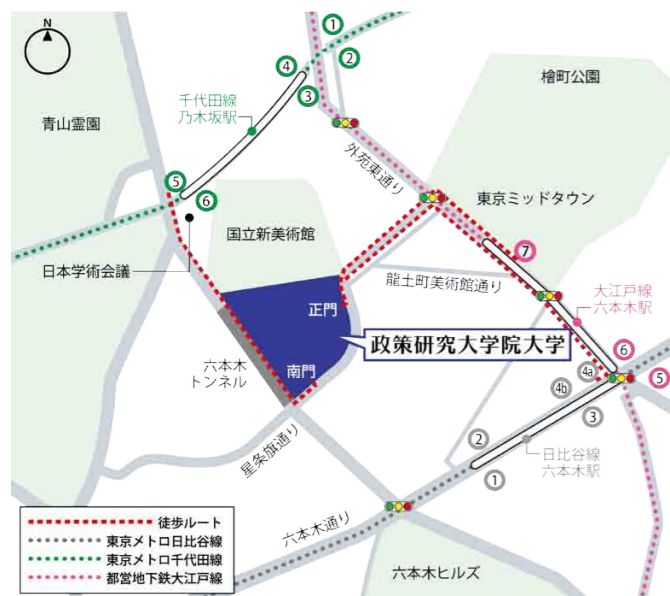 N
①
②
④
③
檜町公園
千代田線
乃木坂駅
青山霊園
外苑東通り
⑤
⑥
東京ミッドタウン
国立新美術館
⑦
日本学術会議
龍土町美術館通り
大江戸線
六本木駅
正門
政策研究大学院大学
六本木
トンネル
南門
⑥
4a
⑤
4b
③
星条旗通り
②
日比谷線
六本木駅
①
六本木通り
徒歩ルート
東京メトロ日比谷線
東京メトロ千代田線
都営地下鉄大江戸線
六本木ヒルズ